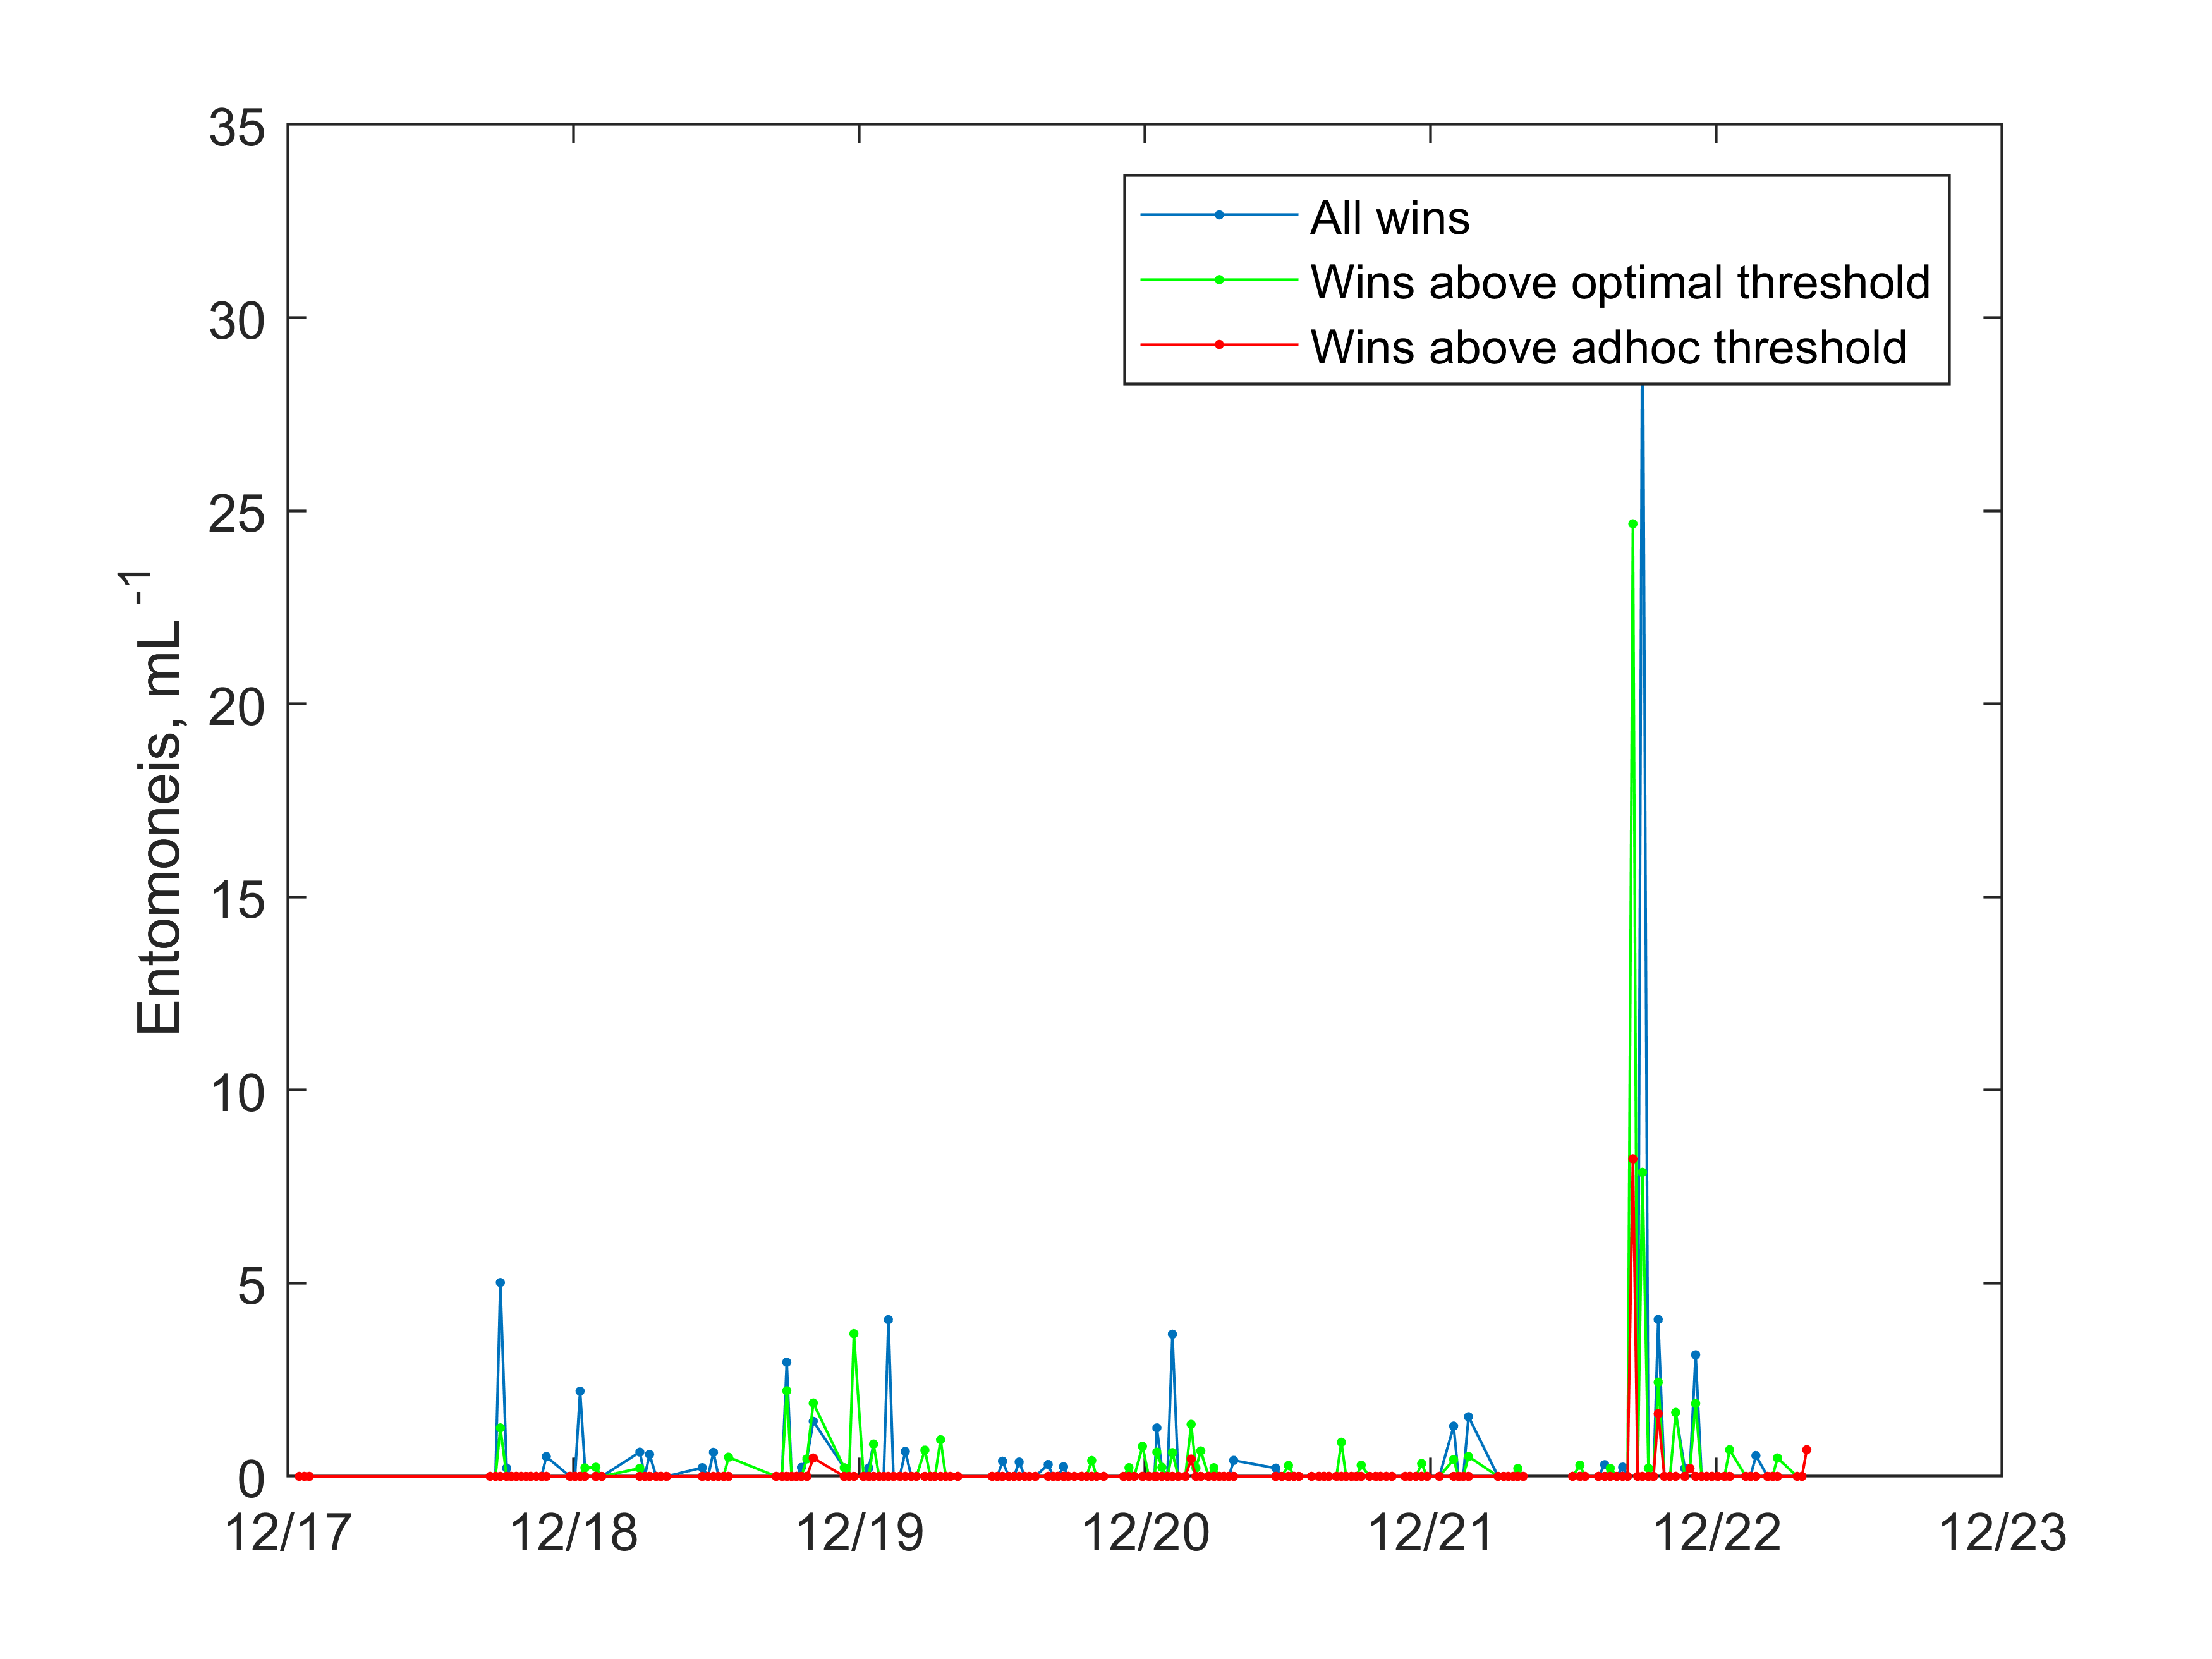 35
30
25
20
15
10
5
0
Entomoneis, mL -1
All wins
Wins above optimal threshold
Wins above adhoc threshold
12/17 12/18 12/19 12/20 12/21 12/22 12/23